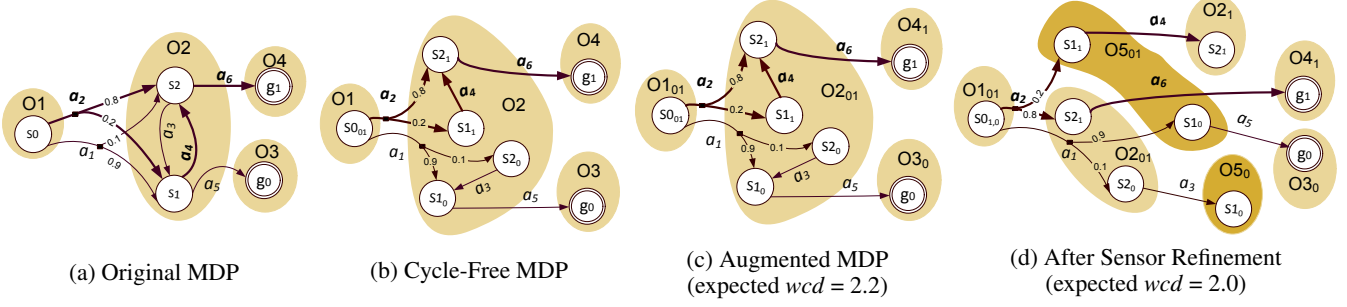 O1
s0
a2
0.8
0.2
0.1
0.9
a1
O2
s2
a3
a4
s1
a6
O4
g1
a5
O3
g0
(a) Original MDP
O1
s0₀₁
a2
0.8
0.2
a1
0.9
0.1
s2₁
a4
s1₁
O2
s2₀
a3
s1₀
a6
O4
g1
a5
O3
g0
(b) Cycle-Free MDP
O1₀₁
s0₀₁
a2
0.8
0.2
a1
0.9
0.1
s2₁
a4
s1₁
O2₀₁
s2₀
a3
s1₀
a6
O4₁
g1
a5
O3₀
g0
(c) Augmented MDP
(expected wcd = 2.2)
O1₀₁
s0₁,₀
a2
0.2
0.8
a1
0.9
0.1
s1₁
O5₀₁
a4
O2₁
s2₁
s2₁
a6
O4₁
g1
s1₀
a5
g0
O3₀
O2₀₁
s2₀
a3
O5₀
s1₀
(d) After Sensor Refinement
(expected wcd = 2.0)